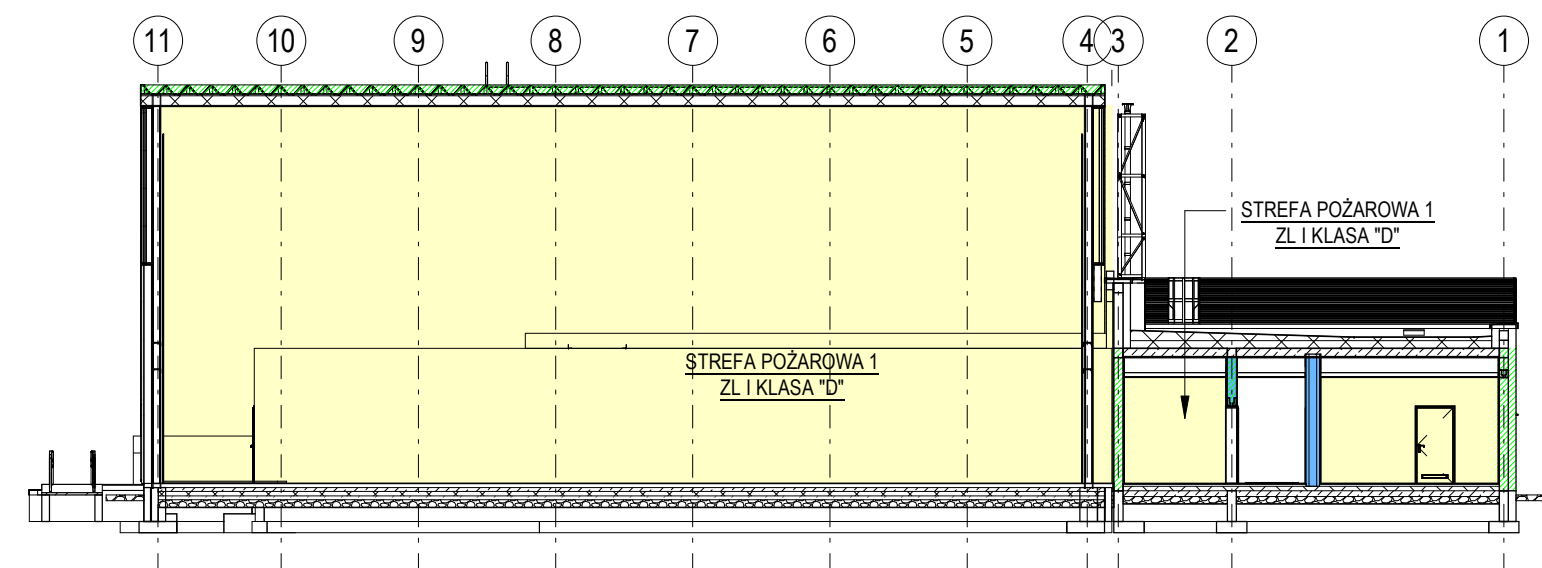 11 10 9 8 7 6 5 4 3 2 1
STREFA POŻAROWA 1
ZL I KLASA "D"
STREFA POŻAROWA 1
ZL I KLASA "D"